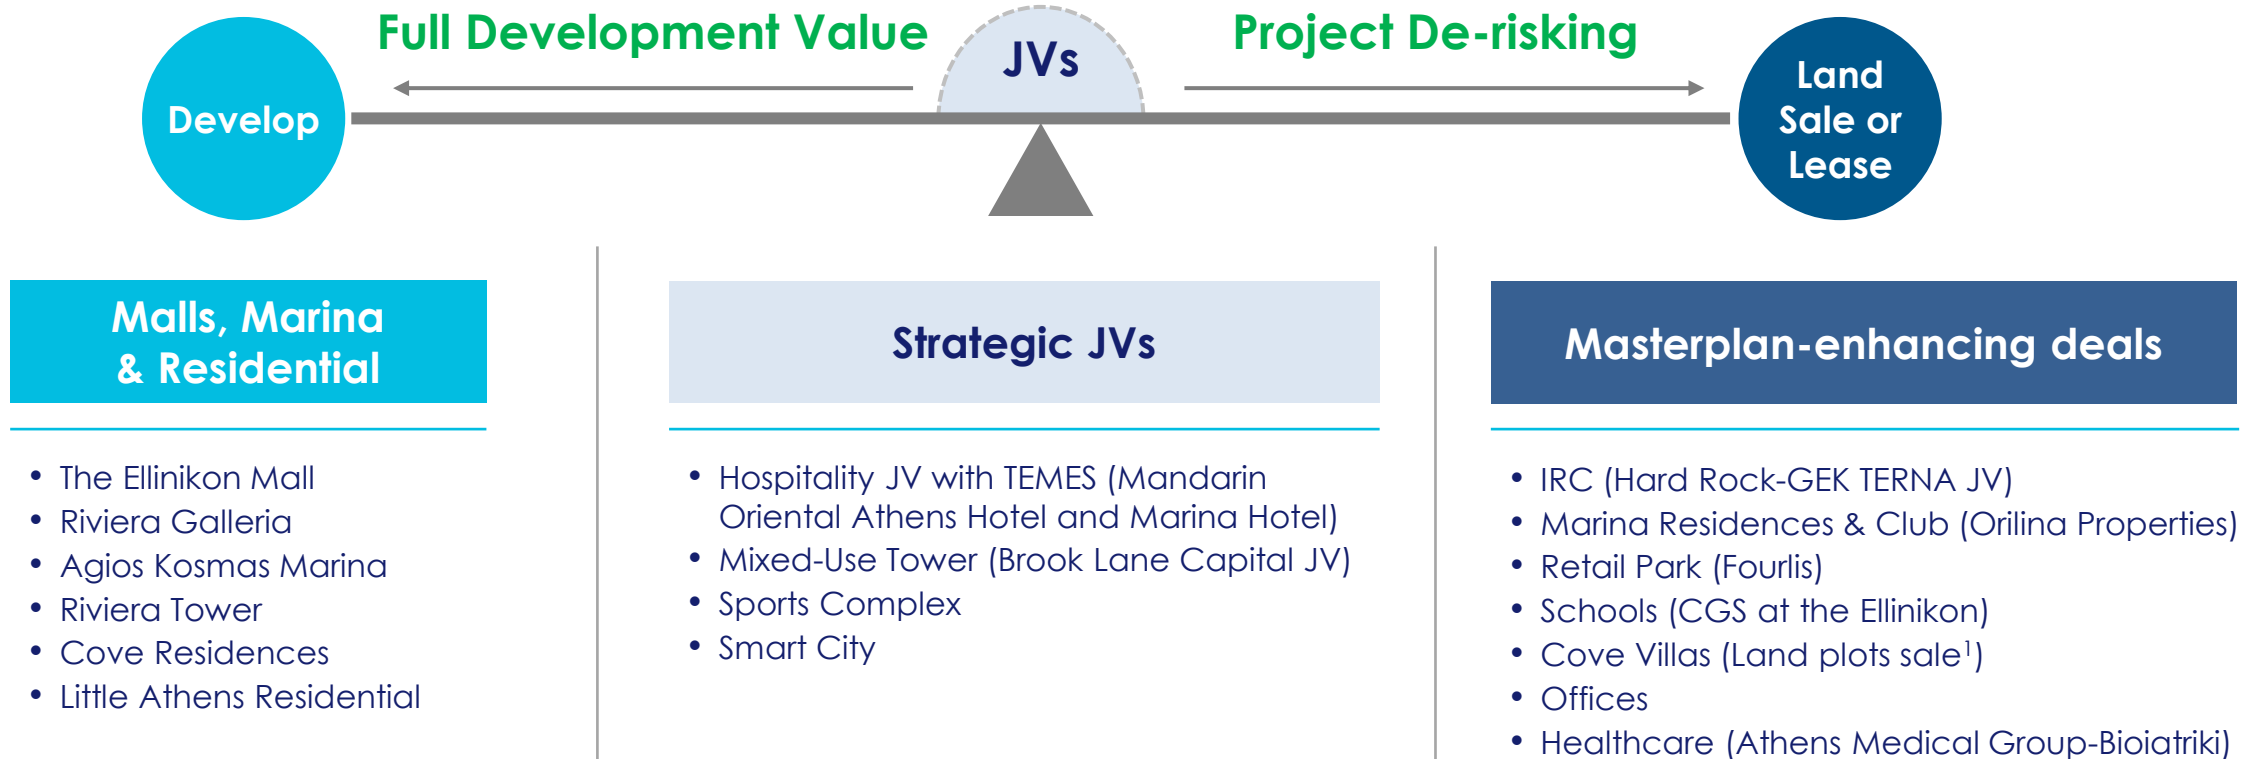 Full Development Value
JVs
Project De-risking
Develop
Land
Sale or
Lease
Malls, Marina
& Residential
• The Ellinikon Mall
• Riviera Galleria
• Agios Kosmas Marina
• Riviera Tower
• Cove Residences
• Little Athens Residential
Strategic JVs
• Hospitality JV with TEMES (Mandarin
Oriental Athens Hotel and Marina Hotel)
• Mixed-Use Tower (Brook Lane Capital JV)
• Sports Complex
• Smart City
Masterplan-enhancing deals
• IRC (Hard Rock-GEK TERNA JV)
• Marina Residences & Club (Orilina Properties)
• Retail Park (Fourlis)
• Schools (CGS at the Ellinikon)
• Cove Villas (Land plots sale¹)
• Offices
• Healthcare (Athens Medical Group-Bioiatriki)